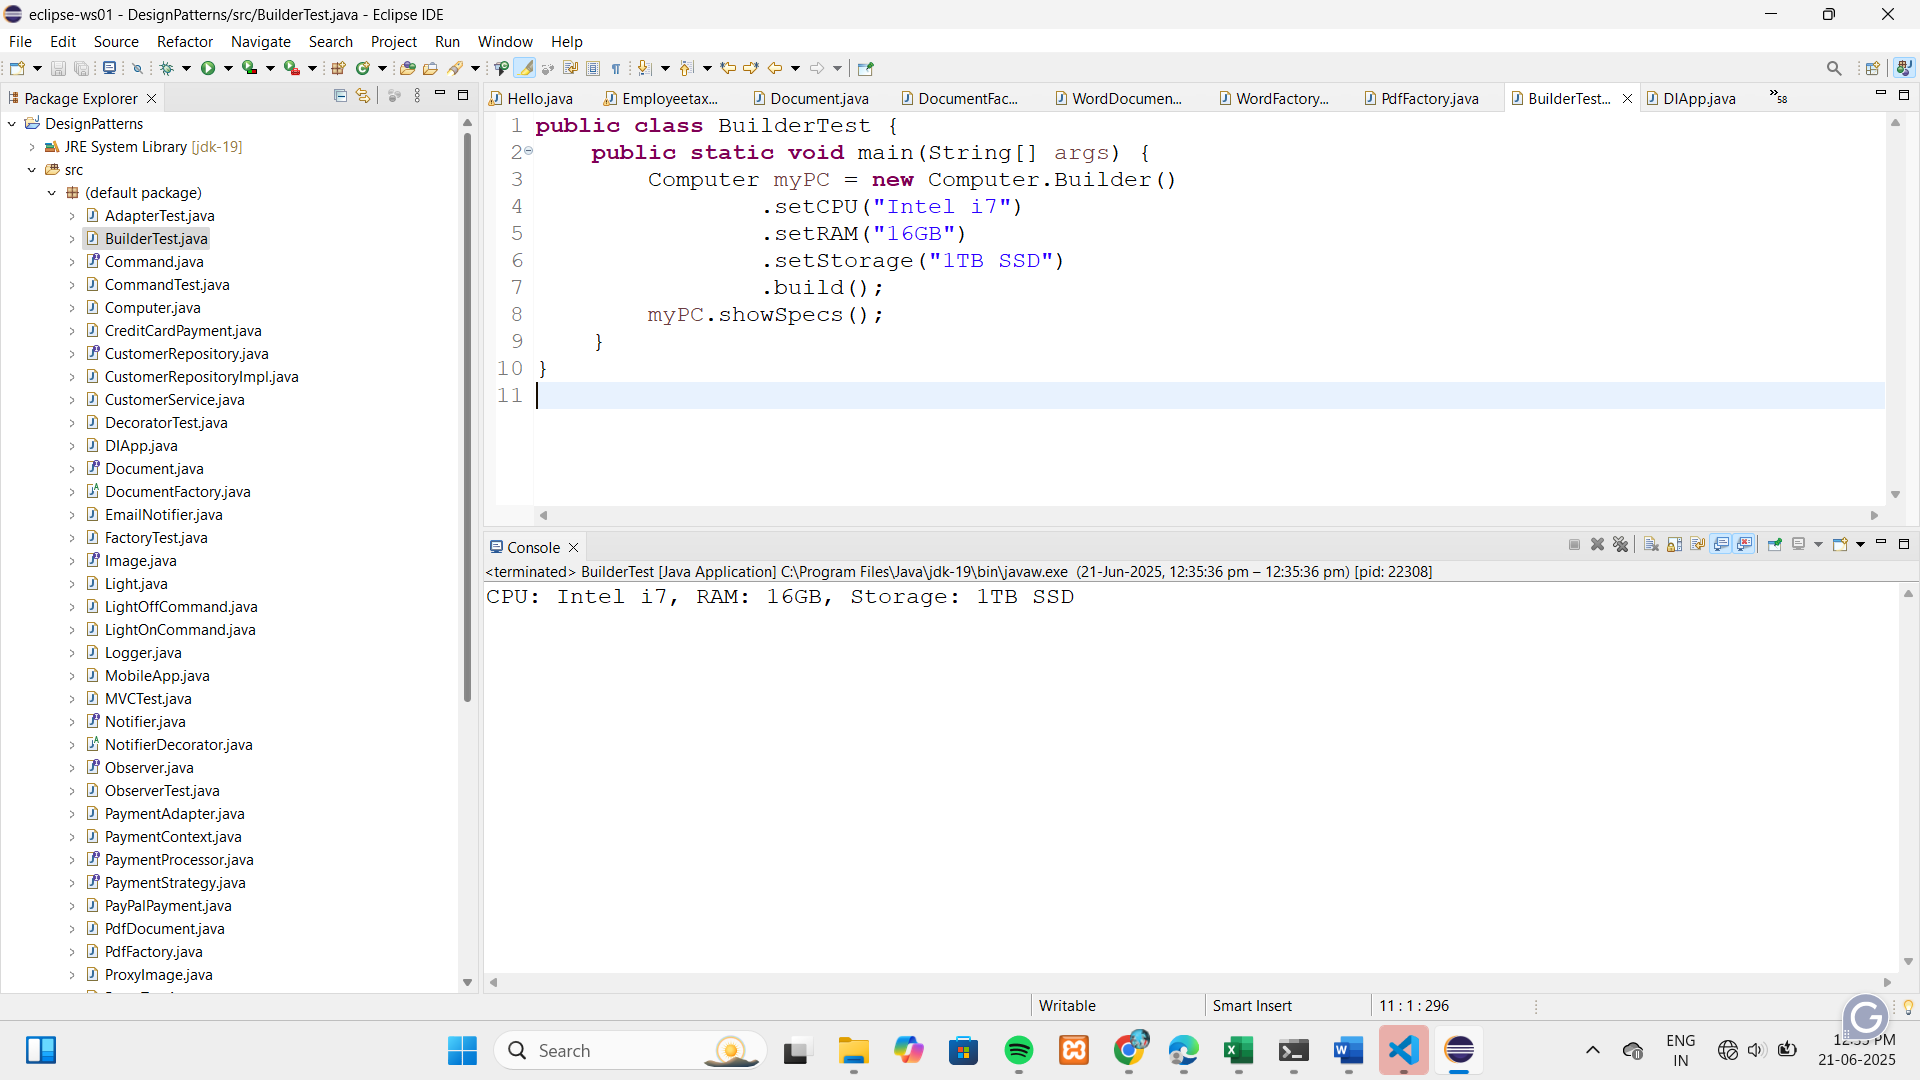 eclipse-ws01 - DesignPatterns/src/BuilderTest.java - Eclipse IDE
File Edit Source Refactor Navigate Search Project Run Window Help
Package Explorer
DesignPatterns
JRE System Library [jdk-19]
src
(default package)
AdapterTest.java
BuilderTest.java
Command.java
CommandTest.java
Computer.java
CreditCardPayment.java
CustomerRepository.java
CustomerRepositoryImpl.java
CustomerService.java
DecoratorTest.java
DIApp.java
Document.java
DocumentFactory.java
EmailNotifier.java
FactoryTest.java
Image.java
Light.java
LightOffCommand.java
LightOnCommand.java
Logger.java
MobileApp.java
MVCTest.java
Notifier.java
NotifierDecorator.java
Observer.java
ObserverTest.java
PaymentAdapter.java
PaymentContext.java
PaymentProcessor.java
PaymentStrategy.java
PayPalPayment.java
PdfDocument.java
PdfFactory.java
ProxyImage.java
Hello.java Employeetax... Document.java DocumentFac... WordDocumen... WordFactory... PdfFactory.java BuilderTest... DIApp.java »58
1 public class BuilderTest {
2 public static void main(String[] args) {
3 Computer myPC = new Computer.Builder()
4 .setCPU("Intel i7")
5 .setRAM("16GB")
6 .setStorage("1TB SSD")
7 .build();
8 myPC.showSpecs();
9 }
10 }
11
Console
<terminated> BuilderTest [Java Application] C:\Program Files\Java\jdk-19\bin\javaw.exe (21-Jun-2025, 12:35:36 pm – 12:35:36 pm) [pid: 22308]
CPU: Intel i7, RAM: 16GB, Storage: 1TB SSD
Writable Smart Insert 11 : 1 : 296
Search
ENG
IN
PM
21-06-2025